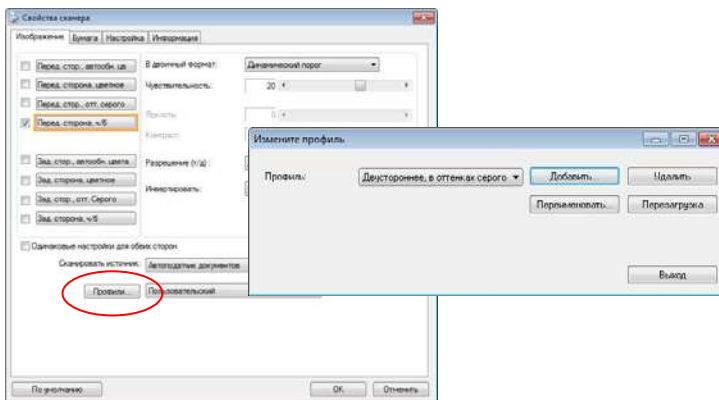 Свойства сканера
Изображение Бумага Настройка Информация
Перед. стор., автообн. цв
В двоичный формат: Динамический порог
Перед. сторона, цветное
Чувствительность: 20
Перед. стор., отт. серого
Яркость: 0
Перед. сторона, ч/б
Контраст:
Зад. стор., автообн. цвета
Разрешение (т/д) :
Зад. сторона, цветное
Инвертировать:
Зад. стор., отт. Серого
Зад. сторона, ч/б
Одинаковые настройки для обеих сторон
Сканировать источник: Автоподатчик документов
Профили... Пользовательский
По умолчанию OK. Отменить
Измените профиль
Профиль: Двустороннее, в оттенках серого Добавить... Удалить
Переименовать... Перезагрузка
Выход